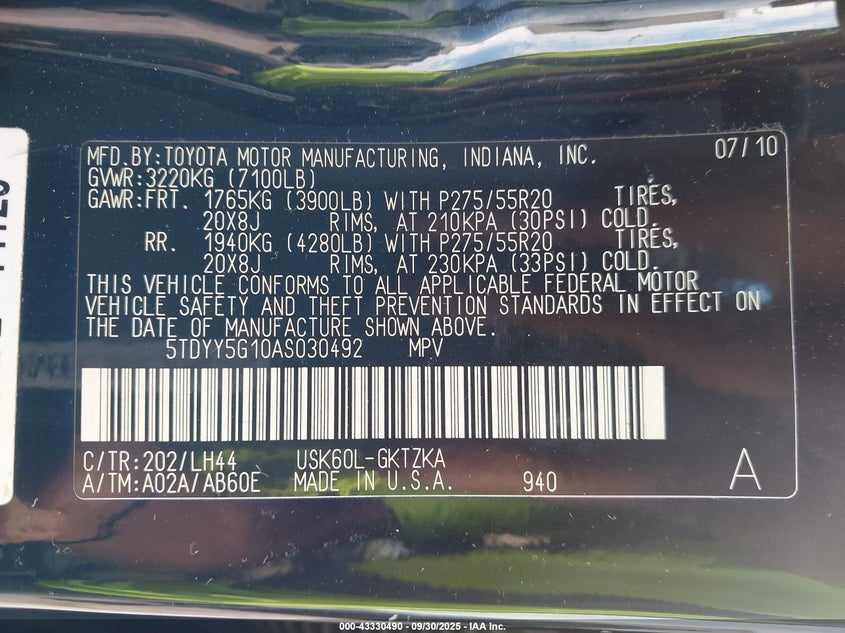 MFD.BY:TOYOTA MOTOR MANUFACTURING, INDIANA, INC. 07/10
GVWR:3220KG (7100LB)
GAWR:FRT. 1765KG (3900LB) WITH P275/55R20 TIRES,
20X8J RIMS, AT 210KPA (30PSI) COLD.
RR. 1940KG (4280LB) WITH P275/55R20 TIRES,
20X8J RIMS, AT 230KPA (33PSI) COLD.
THIS VEHICLE CONFORMS TO ALL APPLICABLE FEDERAL MOTOR
VEHICLE SAFETY AND THEFT PREVENTION STANDARDS IN EFFECT ON
THE DATE OF MANUFACTURE SHOWN ABOVE.
5TDYY5G10AS030492 MPV
C/TR:202/LH44 USK60L-GKTZKA
A/TM:A02A/AB60E MADE IN U.S.A. 940 A
000-43330490 - 09/30/2025 - IAA Inc.